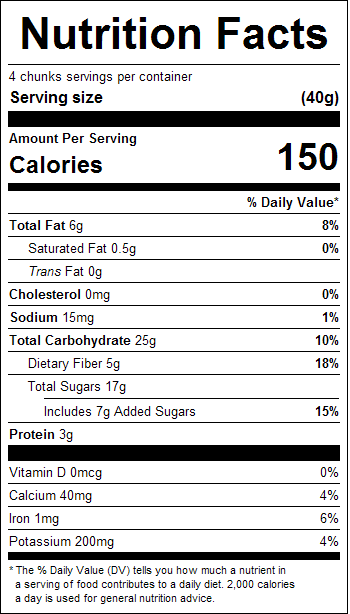 Nutrition Facts
4 chunks servings per container
Serving size (40g)
Amount Per Serving
Calories 150
% Daily Value*
Total Fat 6g 8%
Saturated Fat 0.5g 0%
Trans Fat 0g
Cholesterol 0mg 0%
Sodium 15mg 1%
Total Carbohydrate 25g 10%
Dietary Fiber 5g 18%
Total Sugars 17g
Includes 7g Added Sugars 15%
Protein 3g
Vitamin D 0mcg 0%
Calcium 40mg 4%
Iron 1mg 6%
Potassium 200mg 4%
* The % Daily Value (DV) tells you how much a nutrient in
a serving of food contributes to a daily diet. 2,000 calories
a day is used for general nutrition advice.